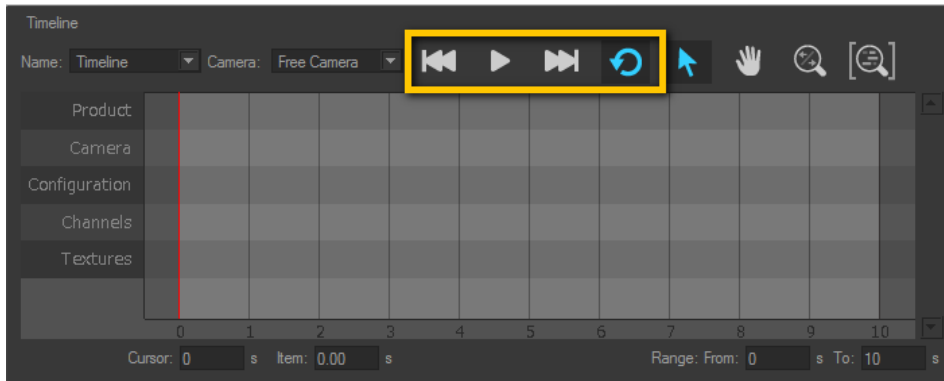 Timeline
Name: Timeline Camera: Free Camera
Product
Camera
Configuration
Channels
Textures
0 1 2 3 4 5 6 7 8 9 10
Cursor: 0 s Item: 0.00 s Range: From: 0 s To: 10 s